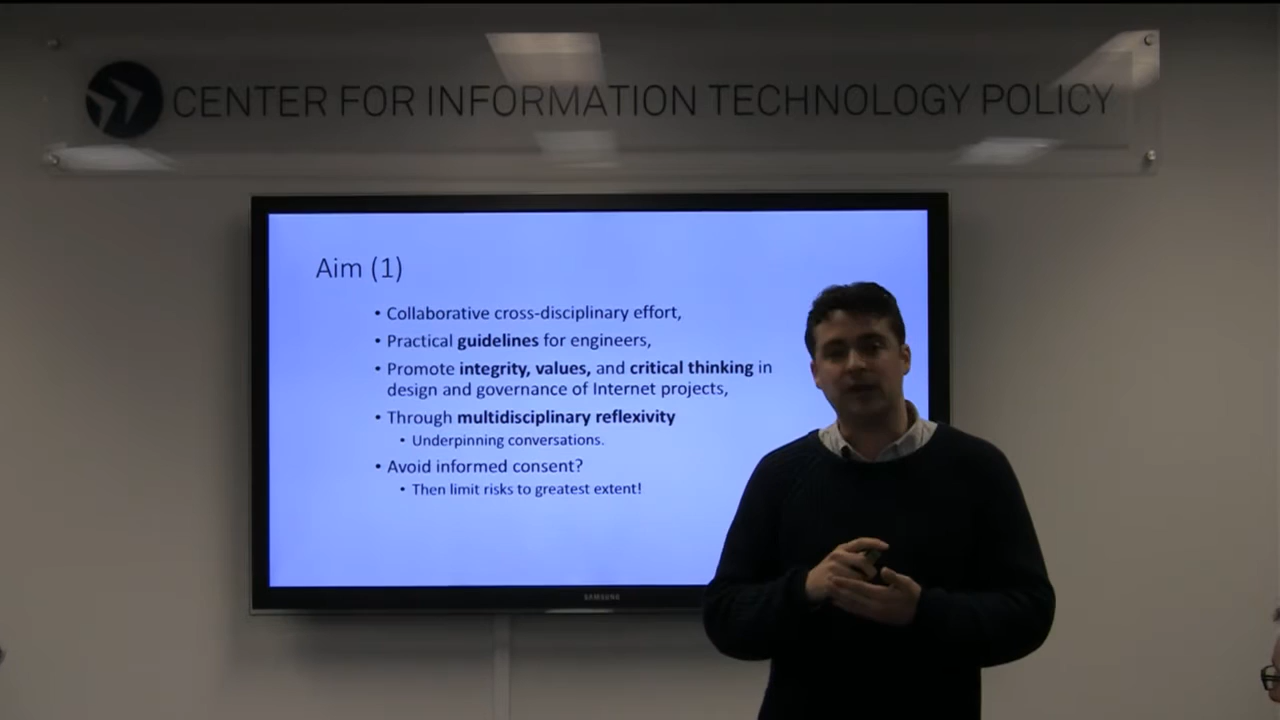 CENTER FOR INFORMATION TECHNOLOGY POLICY
Aim (1)
• Collaborative cross-disciplinary effort,
• Practical guidelines for engineers,
• Promote integrity, values, and critical thinking in
design and governance of Internet projects,
• Through multidisciplinary reflexivity
• Underpinning conversations.
• Avoid informed consent?
• Then limit risks to greatest extent!
SAMSUNG